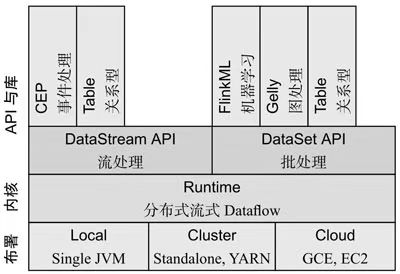 API 与库
CEP
事件处理
Table
关系型
FlinkML
机器学习
Gelly
图处理
Table
关系型
DataStream API
流处理
DataSet API
批处理
内核
Runtime
分布式流式 Dataflow
布署
Local
Single JVM
Cluster
Standalone, YARN
Cloud
GCE, EC2